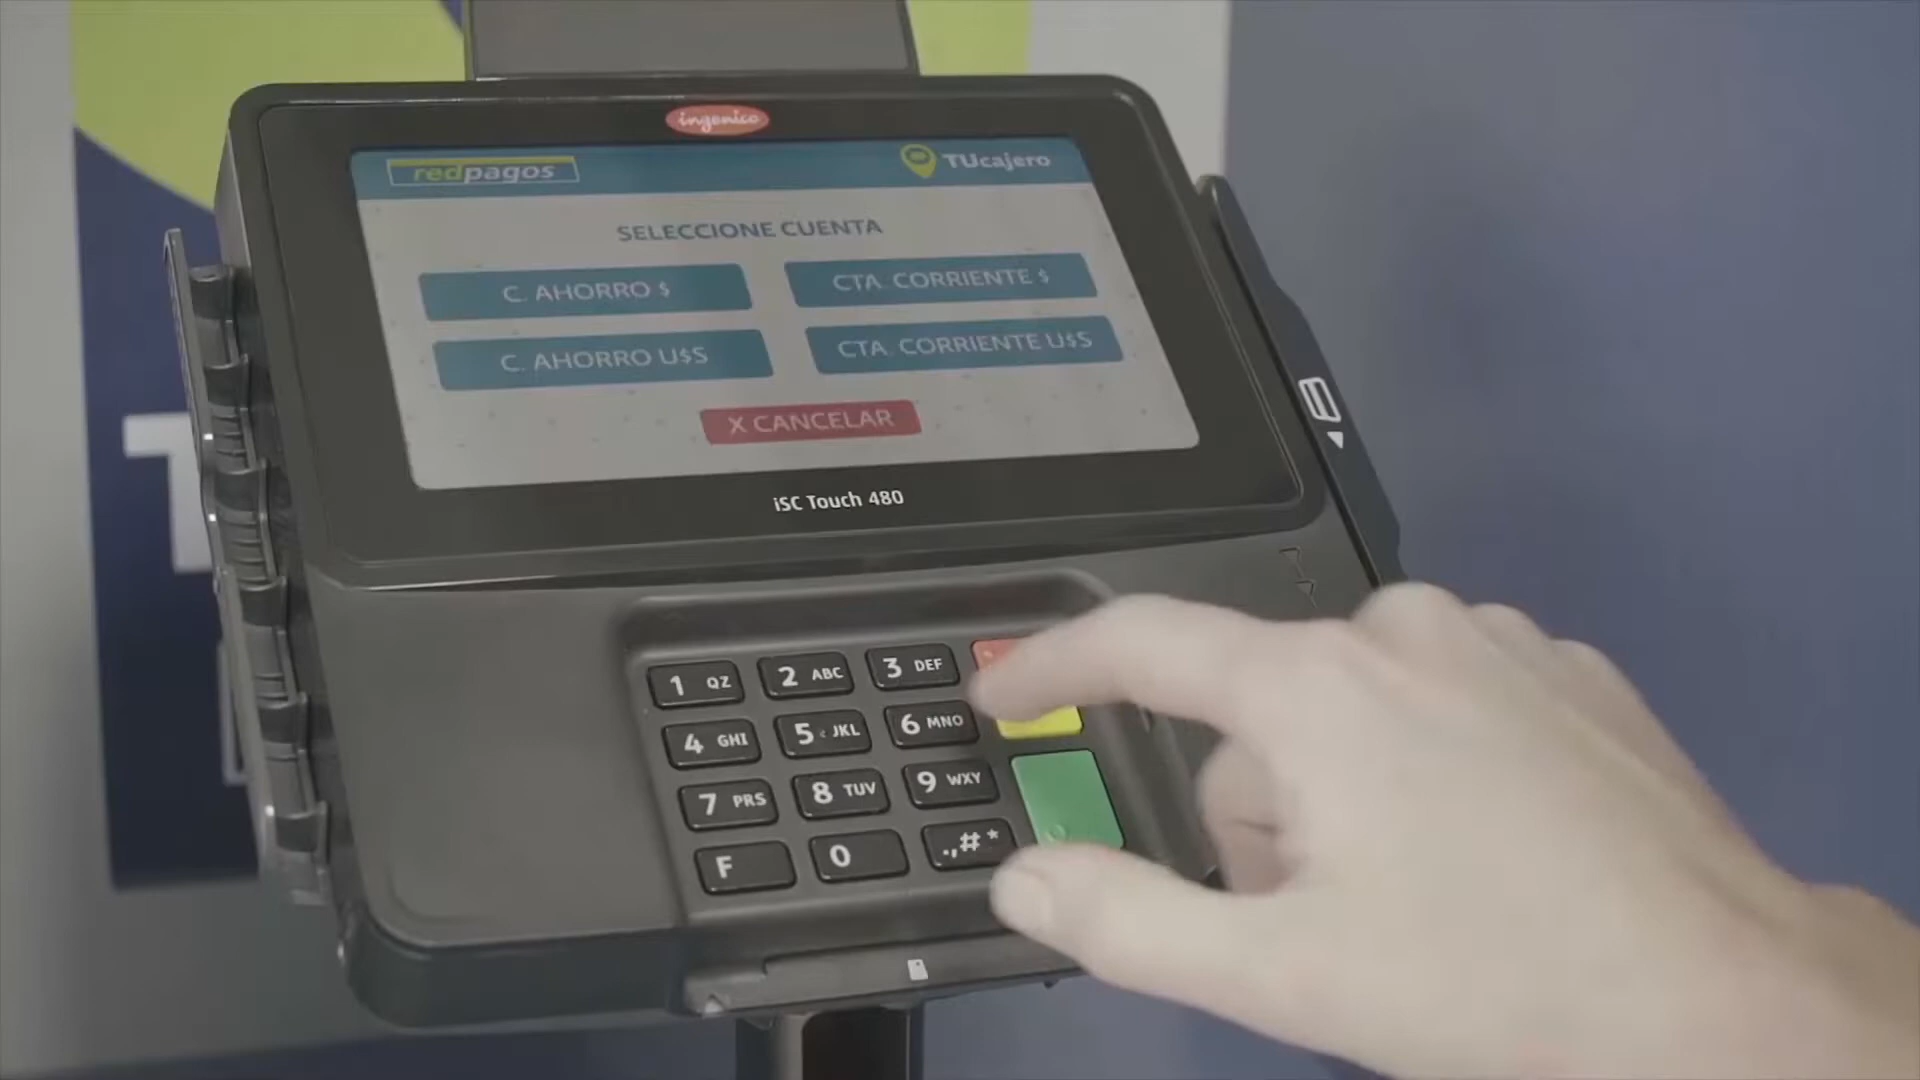 ingenico
redpagos
TUcajero
SELECCIONE CUENTA
C. AHORRO $
CTA. CORRIENTE $
C. AHORRO U$S
CTA. CORRIENTE U$S
X CANCELAR
iSC Touch 480
1 QZ
2 ABC
3 DEF
4 GHI
5 JKL
6 MNO
7 PRS
8 TUV
9 WXY
F
0
.,#*
T